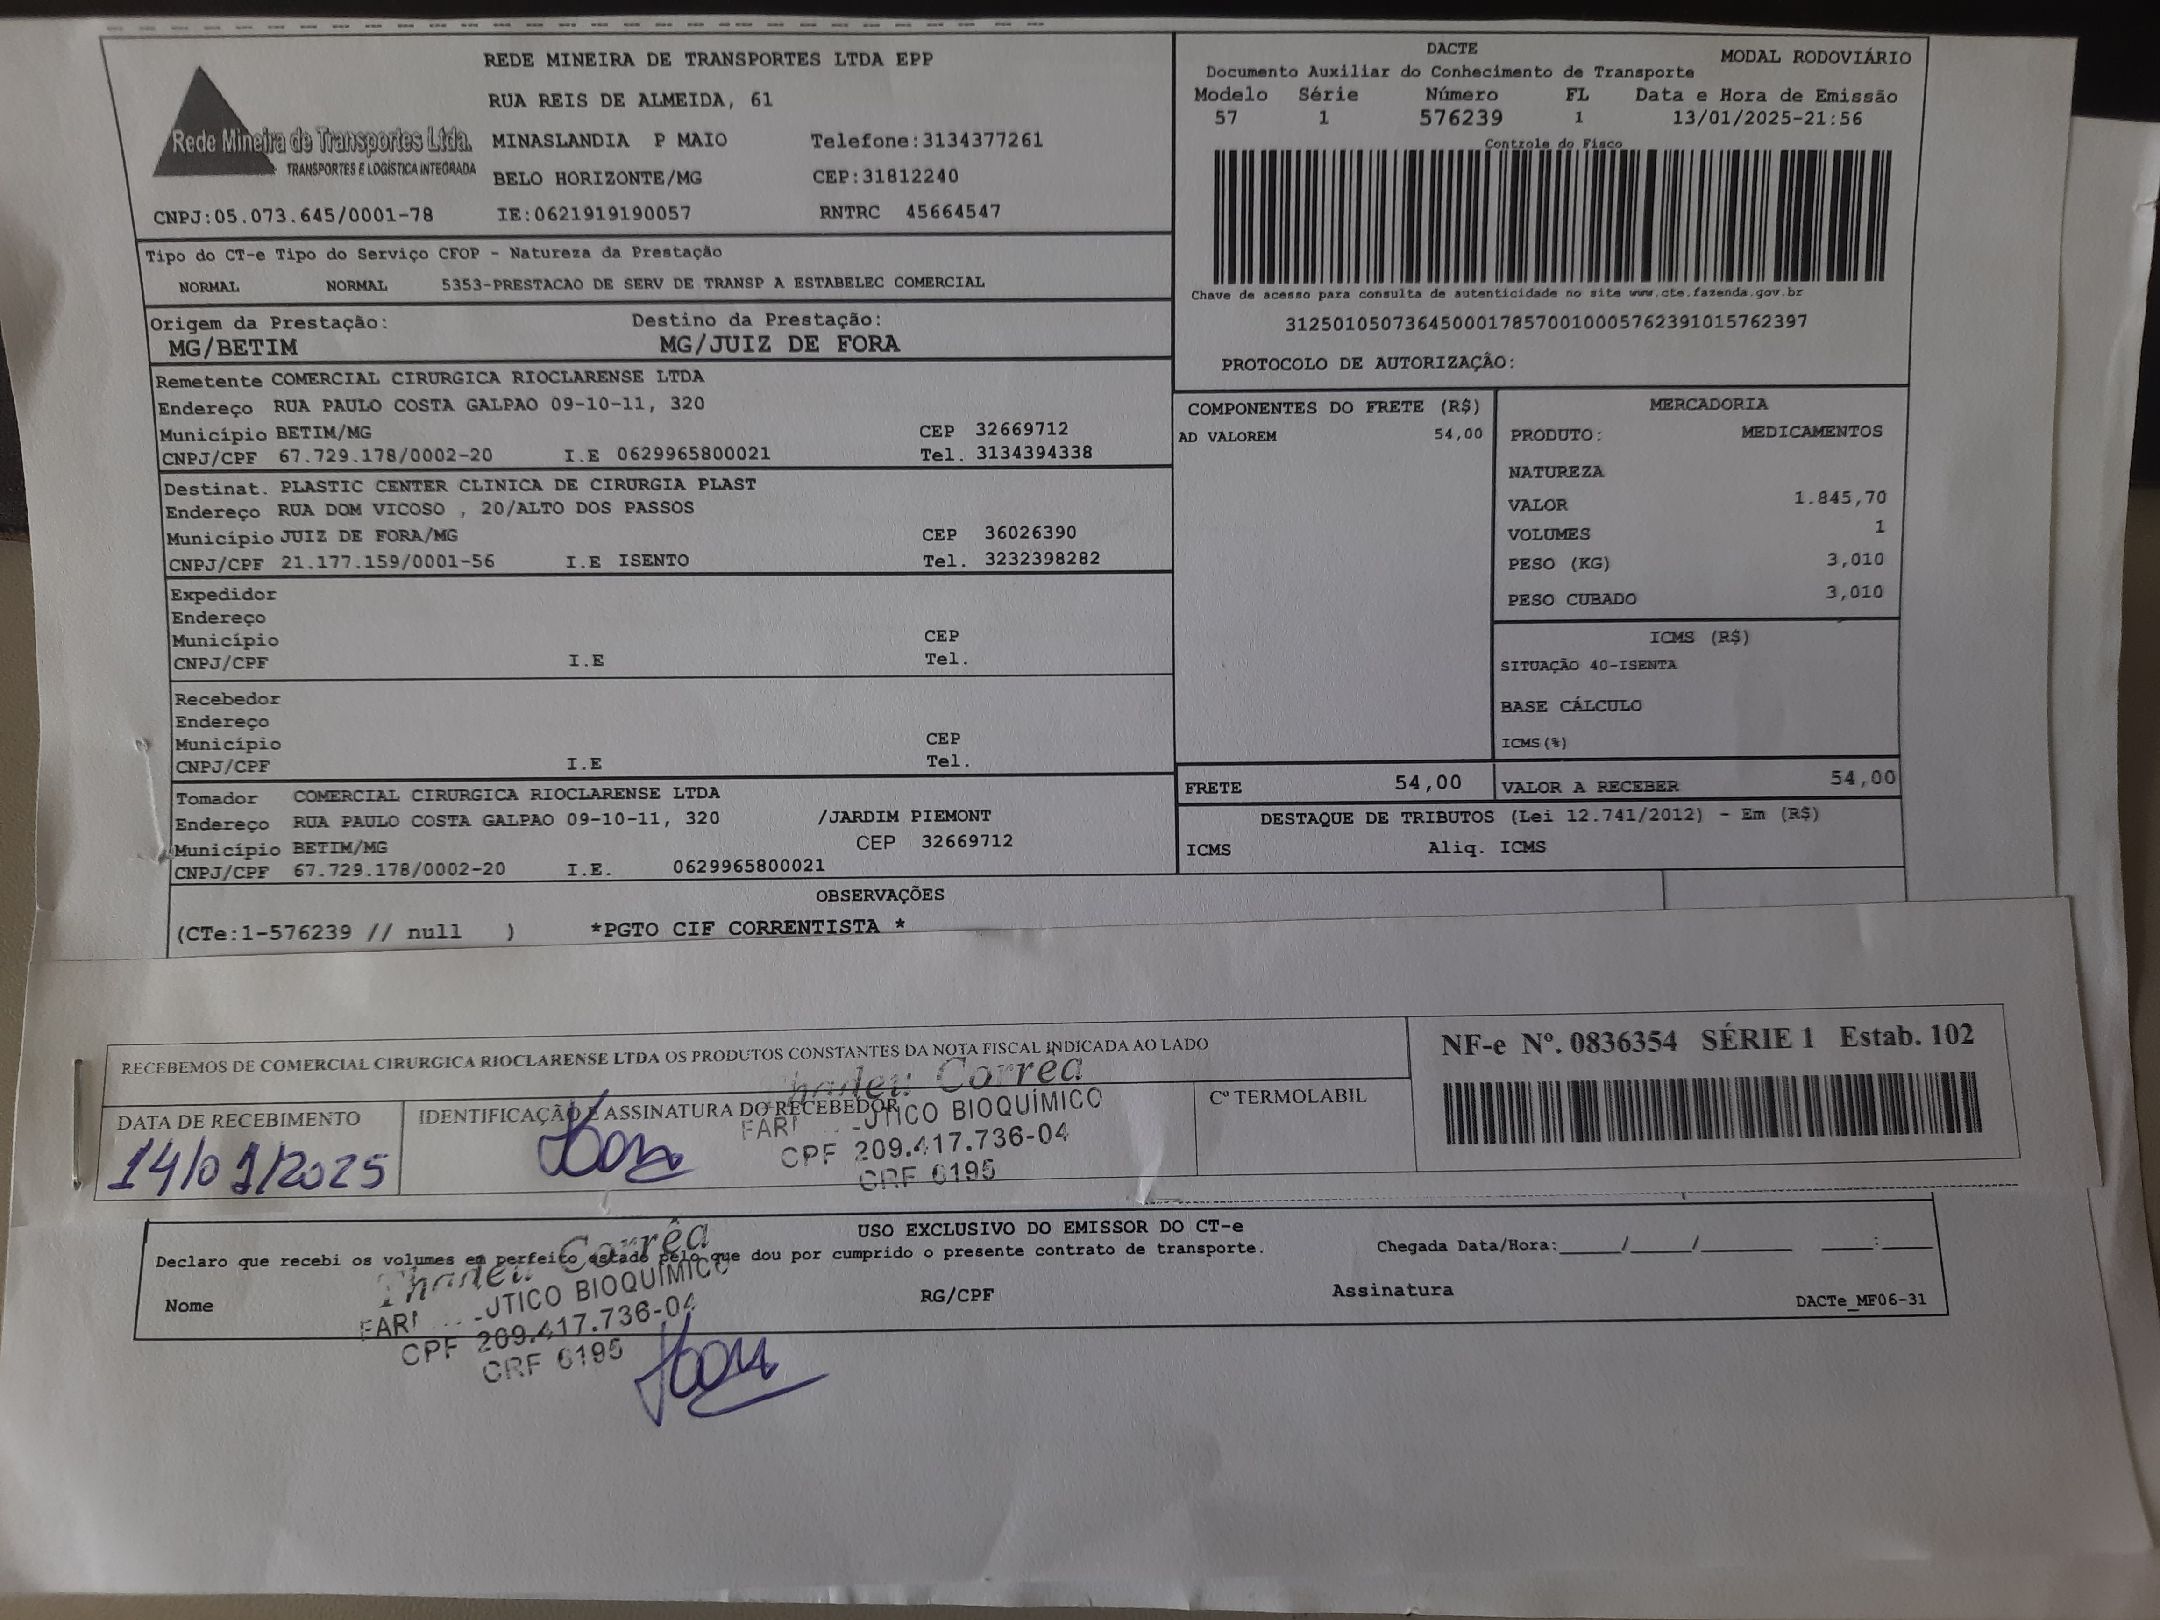 Rede Mineira de Transportes Ltda.
TRANSPORTES E LOGÍSTICA INTEGRADA
REDE MINEIRA DE TRANSPORTES LTDA EPP
RUA REIS DE ALMEIDA, 61
MINASLANDIA P MAIO Telefone:3134377261
BELO HORIZONTE/MG CEP:31812240
CNPJ:05.073.645/0001-78 IE:0621919190057 RNTRC 45664547
DACTE MODAL RODOVIÁRIO
Documento Auxiliar do Conhecimento de Transporte
Modelo Série Número FL Data e Hora de Emissão
57 1 576239 1 13/01/2025-21:56
Controle do Fisco
Chave de acesso para consulta de autenticidade no site www.cte.fazenda.gov.br
31250105073645000178570010005762391015762397
PROTOCOLO DE AUTORIZAÇÃO:
Tipo do CT-e Tipo do Serviço CFOP - Natureza da Prestação
NORMAL NORMAL 5353-PRESTACAO DE SERV DE TRANSP A ESTABELEC COMERCIAL
Origem da Prestação: Destino da Prestação:
MG/BETIM MG/JUIZ DE FORA
Remetente COMERCIAL CIRURGICA RIOCLARENSE LTDA
Endereço RUA PAULO COSTA GALPAO 09-10-11, 320
Município BETIM/MG CEP 32669712
CNPJ/CPF 67.729.178/0002-20 I.E 0629965800021 Tel. 3134394338
Destinat. PLASTIC CENTER CLINICA DE CIRURGIA PLAST
Endereço RUA DOM VICOSO , 20/ALTO DOS PASSOS
Município JUIZ DE FORA/MG CEP 36026390
CNPJ/CPF 21.177.159/0001-56 I.E ISENTO Tel. 3232398282
Expedidor
Endereço
Município CEP
CNPJ/CPF I.E Tel.
Recebedor
Endereço
Município CEP
CNPJ/CPF I.E Tel.
Tomador COMERCIAL CIRURGICA RIOCLARENSE LTDA
Endereço RUA PAULO COSTA GALPAO 09-10-11, 320 /JARDIM PIEMONT
Município BETIM/MG CEP 32669712
CNPJ/CPF 67.729.178/0002-20 I.E. 0629965800021
COMPONENTES DO FRETE (R$)
AD VALOREM 54,00
MERCADORIA
PRODUTO: MEDICAMENTOS
NATUREZA
VALOR 1.845,70
VOLUMES 1
PESO (KG) 3,010
PESO CUBADO 3,010
ICMS (R$)
SITUAÇÃO 40-ISENTA
BASE CÁLCULO
ICMS(%)
FRETE 54,00 VALOR A RECEBER 54,00
DESTAQUE DE TRIBUTOS (Lei 12.741/2012) - Em (R$)
ICMS Aliq. ICMS
OBSERVAÇÕES
(CTe:1-576239 // null ) *PGTO CIF CORRENTISTA *
RECEBEMOS DE COMERCIAL CIRURGICA RIOCLARENSE LTDA OS PRODUTOS CONSTANTES DA NOTA FISCAL INDICADA AO LADO
NF-e Nº. 0836354 SÉRIE 1 Estab. 102
DATA DE RECEBIMENTO IDENTIFICAÇÃO E ASSINATURA DO RECEBEDOR Cº TERMOLABIL
14/01/2025
Thadeu Corrêa
BIOQUÍMICO
CPF 209.417.736-04
CRF 6195
USO EXCLUSIVO DO EMISSOR DO CT-e
Declaro que recebi os volumes em perfeito estado pelo que dou por cumprido o presente contrato de transporte. Chegada Data/Hora:____/____/______ ___:____
Nome RG/CPF Assinatura
DACTe_MF06-31
Thadeu Corrêa
BIOQUÍMICO
CPF 209.417.736-04
CRF 6195